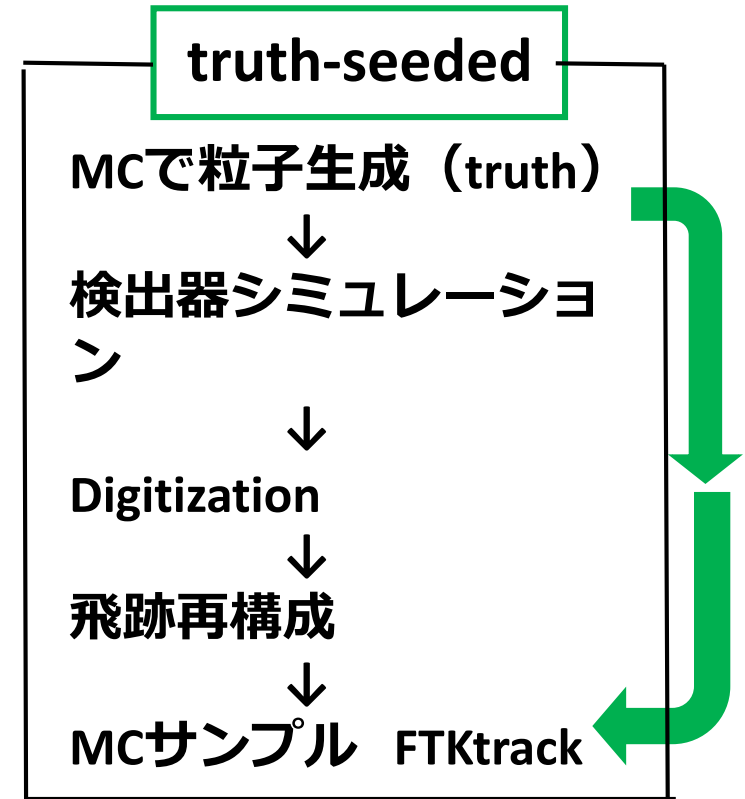 truth-seeded
MCで粒子生成（truth）
↓
検出器シミュレーショ
ン
↓
Digitization
↓
飛跡再構成
↓
MCサンプル FTKtrack